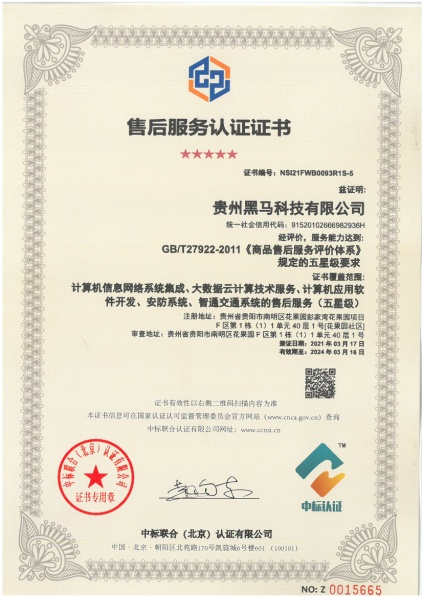 售后服务认证证书
★★★★★
证书编号：NSI21FWB0093R1S-5
兹证明：
贵州黑马科技有限公司
统一社会信用代码：91520102666982936H
经评价，服务能力达到：
GB/T27922-2011《商品售后服务评价体系》
规定的五星级要求
证书覆盖范围：
计算机信息网络系统集成、大数据云计算技术服务、计算机应用软
件开发、安防系统、智通交通系统的售后服务（五星级）
注册地址：贵州省贵阳市南明区花果园彭家湾花果园项目
F区第1栋（1）1单元40层1号[花果园社区]
审查地址：贵州省贵阳市南明区花果园F区第1栋（1）1单元40层1号
颁证日期：2021年03月17日
有效期至：2024年03月16日
证书有效性以右侧二维码扫描内容为准
本证书信息可在国家认证认可监督管理委员会官方网站（www.cnca.gov.cn）查询
中标联合认证有限公司网址：www.ccnsi.cn
中标联合（北京）认证有限公司
证书专用章
TM
中标认证
中标联合（北京）认证有限公司
中国·北京·朝阳区北苑路170号凯旋城6号楼601（100101）
NO: Z 0015665